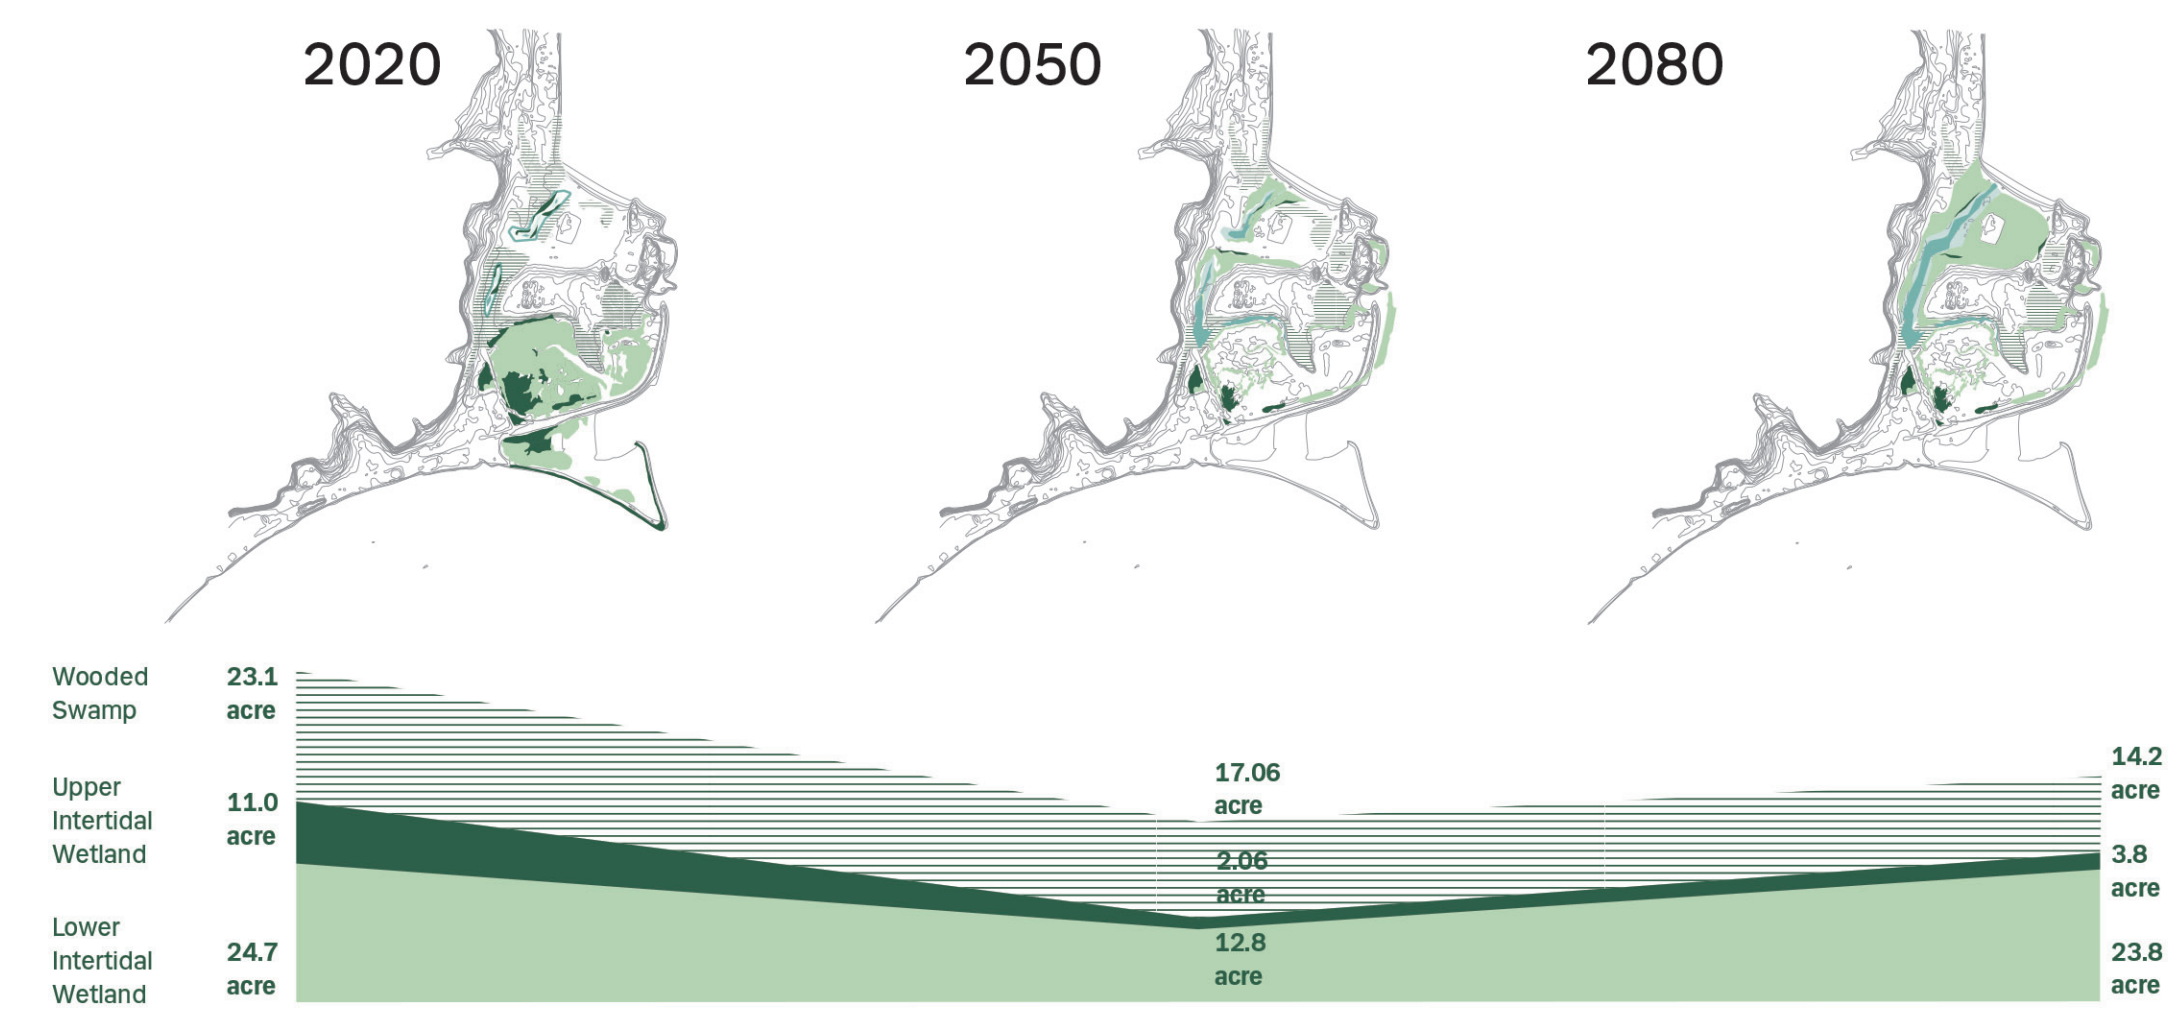 2020
2050
2080
Wooded
Swamp
23.1
acre
17.06
acre
14.2
acre
Upper
Intertidal
Wetland
11.0
acre
2.06
acre
3.8
acre
Lower
Intertidal
Wetland
24.7
acre
12.8
acre
23.8
acre